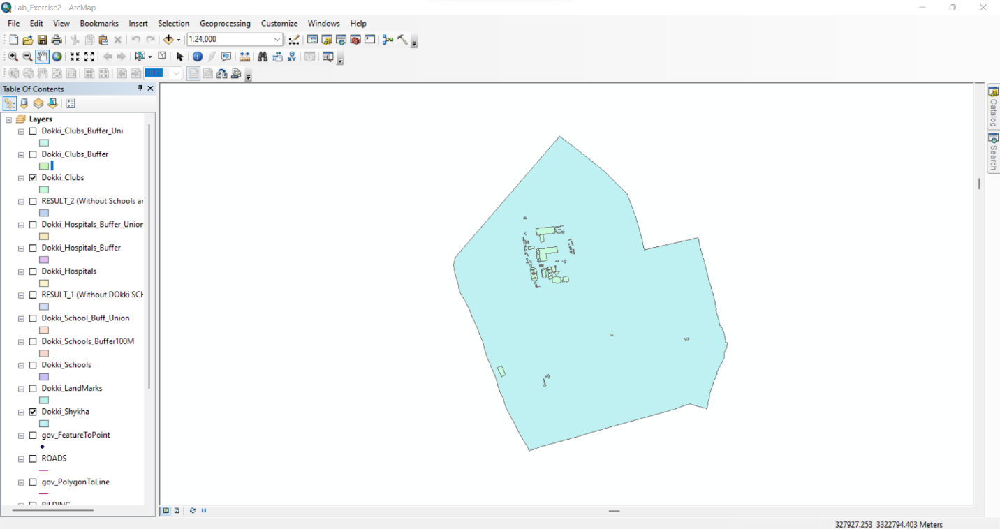 Lab_Exercise2 - ArcMap
File Edit View Bookmarks Insert Selection Geoprocessing Customize Windows Help
1:24,000
XY
100%
Table Of Contents
Layers
Dokki_Clubs_Buffer_Uni
Dokki_Clubs_Buffer
Dokki_Clubs
RESULT_2 (Without Schools ar
Dokki_Hospitals_Buffer_Union
Dokki_Hospitals_Buffer
Dokki_Hospitals
RESULT_1 (Without DOkki SCH
Dokki_School_Buff_Union
Dokki_Schools_Buffer100M
Dokki_Schools
Dokki_LandMarks
Dokki_Shykha
gov_FeatureToPoint
ROADS
gov_PolygonToLine
Catalog
Search
327927.253 3322794.403 Meters